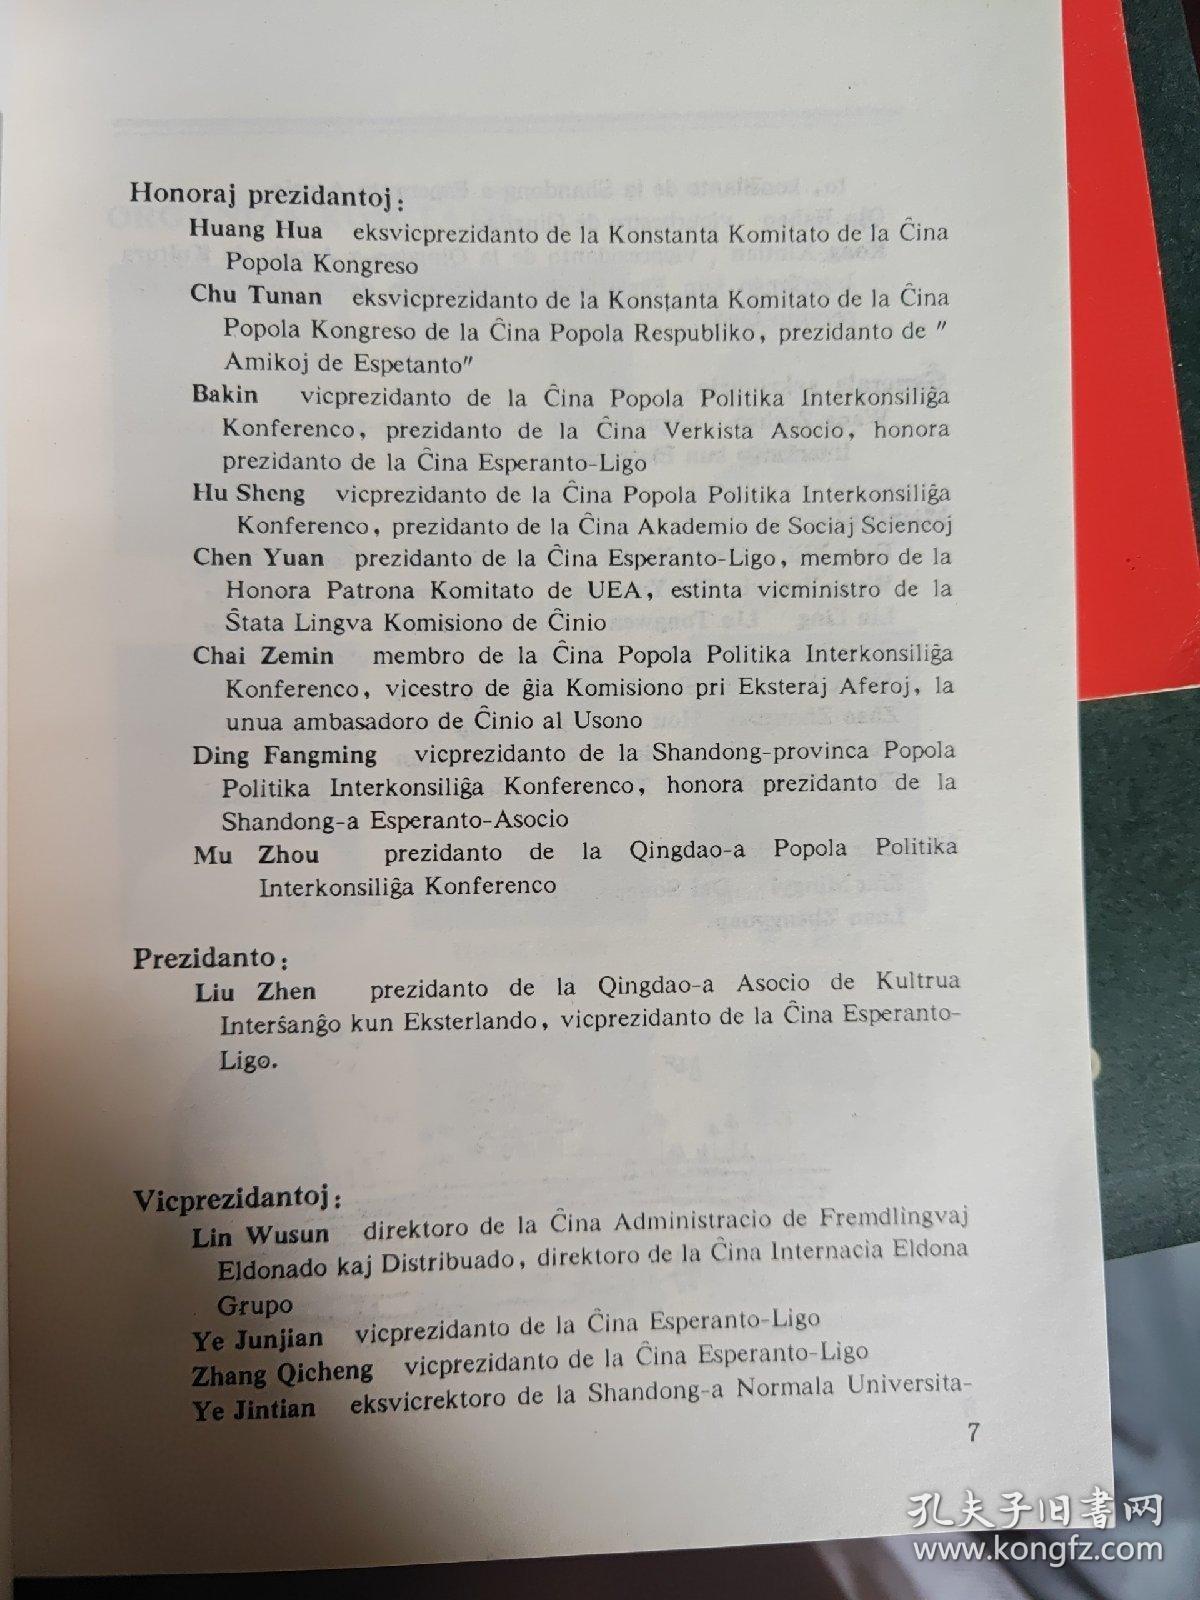 Honoraj prezidantoj:
Huang Hua eksvicprezidanto de la Konstanta Komitato de la Ĉina
Popola Kongreso
Chu Tunan eksvicprezidanto de la Konstanta Komitato de la Ĉina
Popola Kongreso de la Ĉina Popola Respubliko, prezidanto de "
Amikoj de Espetanto"
Bakin vicprezidanto de la Ĉina Popola Politika Interkonsiliĝa
Konferenco, prezidanto de la Ĉina Verkista Asocio, honora
prezidanto de la Ĉina Esperanto-Ligo
Hu Sheng vicprezidanto de la Ĉina Popola Politika Interkonsiliĝa
Konferenco, prezidanto de la Ĉina Akademio de Sociaj Sciencoj
Chen Yuan prezidanto de la Ĉina Esperanto-Ligo, membro de la
Honora Patrona Komitato de UEA, estinta vicministro de la
Ŝtata Lingva Komisiono de Ĉinio
Chai Zemin membro de la Ĉina Popola Politika Interkonsiliĝa
Konferenco, vicestro de ĝia Komisiono pri Eksteraj Aferoj, la
unua ambasadoro de Ĉinio al Usono
Ding Fangming vicprezidanto de la Shandong-provinca Popola
Politika Interkonsiliĝa Konferenco, honora prezidanto de la
Shandong-a Esperanto-Asocio
Mu Zhou prezidanto de la Qingdao-a Popola Politika
Interkonsiliĝa Konferenco
Prezidanto:
Liu Zhen prezidanto de la Qingdao-a Asocio de Kultrua
Interŝanĝo kun Eksterlando, vicprezidanto de la Ĉina Esperanto-
Ligo.
Vicprezidantoj:
Lin Wusun direktoro de la Ĉina Administracio de Fremdlingvaj
Eldonado kaj Distribuado, direktoro de la Ĉina Internacia Eldona
Grupo
Ye Junjian vicprezidanto de la Ĉina Esperanto-Ligo
Zhang Qicheng vicprezidanto de la Ĉina Esperanto-Ligo
Ye Jintian eksvicrektoro de la Shandong-a Normala Universita-
7
孔夫子旧书网
www.kongfz.com